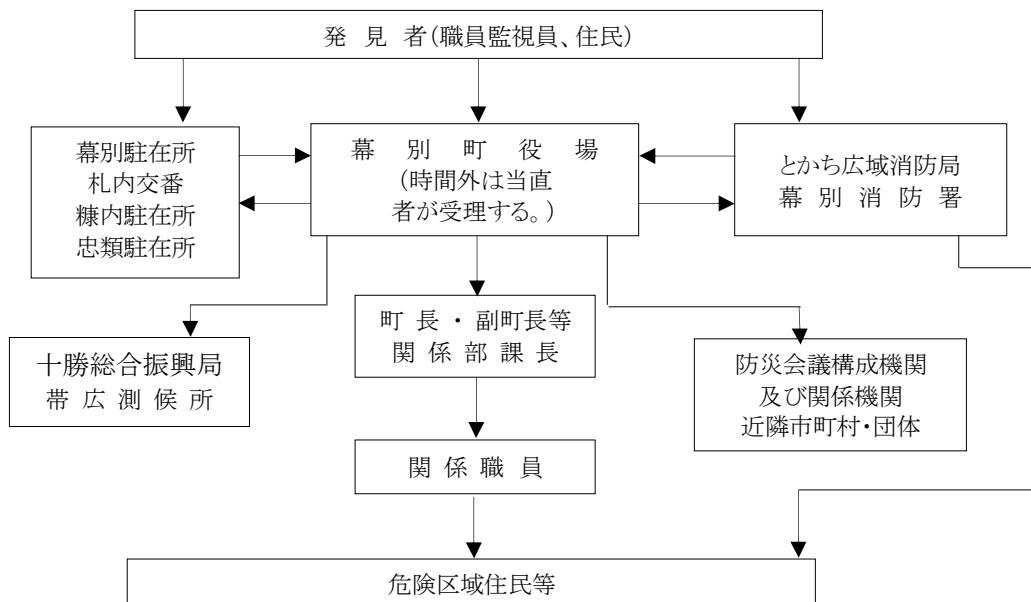 発見者(職員監視員、住民)
幕別駐在所
札内交番
糠内駐在所
忠類駐在所
幕別町役場
(時間外は当直
者が受理する。)
とかち広域消防局
幕別消防署
町長・副町長等
関係部課長
十勝総合振興局
帯広測候所
防災会議構成機関
及び関係機関
近隣市町村・団体
関係職員
危険区域住民等